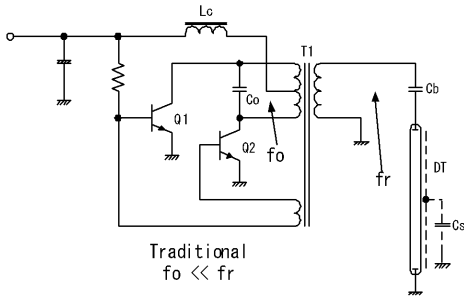 Lc
T1
Co
Cb
Q1
Q2
fo
fr
DT
Cs
Traditional
fo << fr